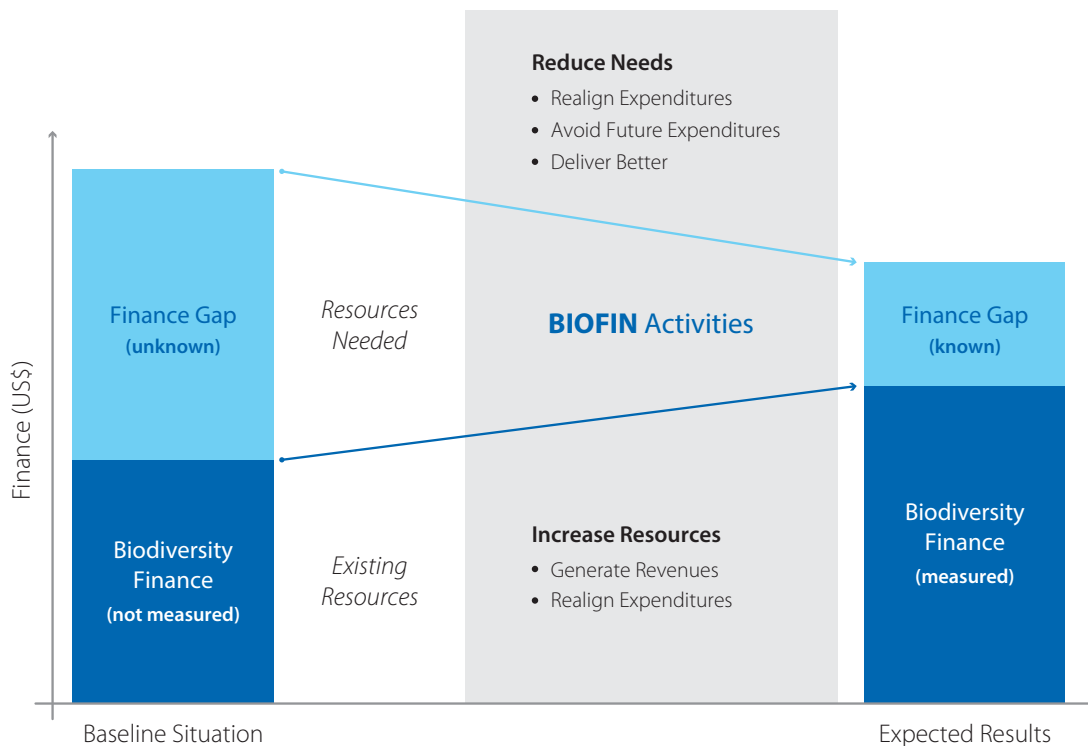 Reduce Needs
• Realign Expenditures
• Avoid Future Expenditures
• Deliver Better
Finance (US$)
Finance Gap
(unknown)
Resources
Needed
BIOFIN Activities
Finance Gap
(known)
Biodiversity
Finance
(not measured)
Existing
Resources
Increase Resources
• Generate Revenues
• Realign Expenditures
Biodiversity
Finance
(measured)
Baseline Situation
Expected Results